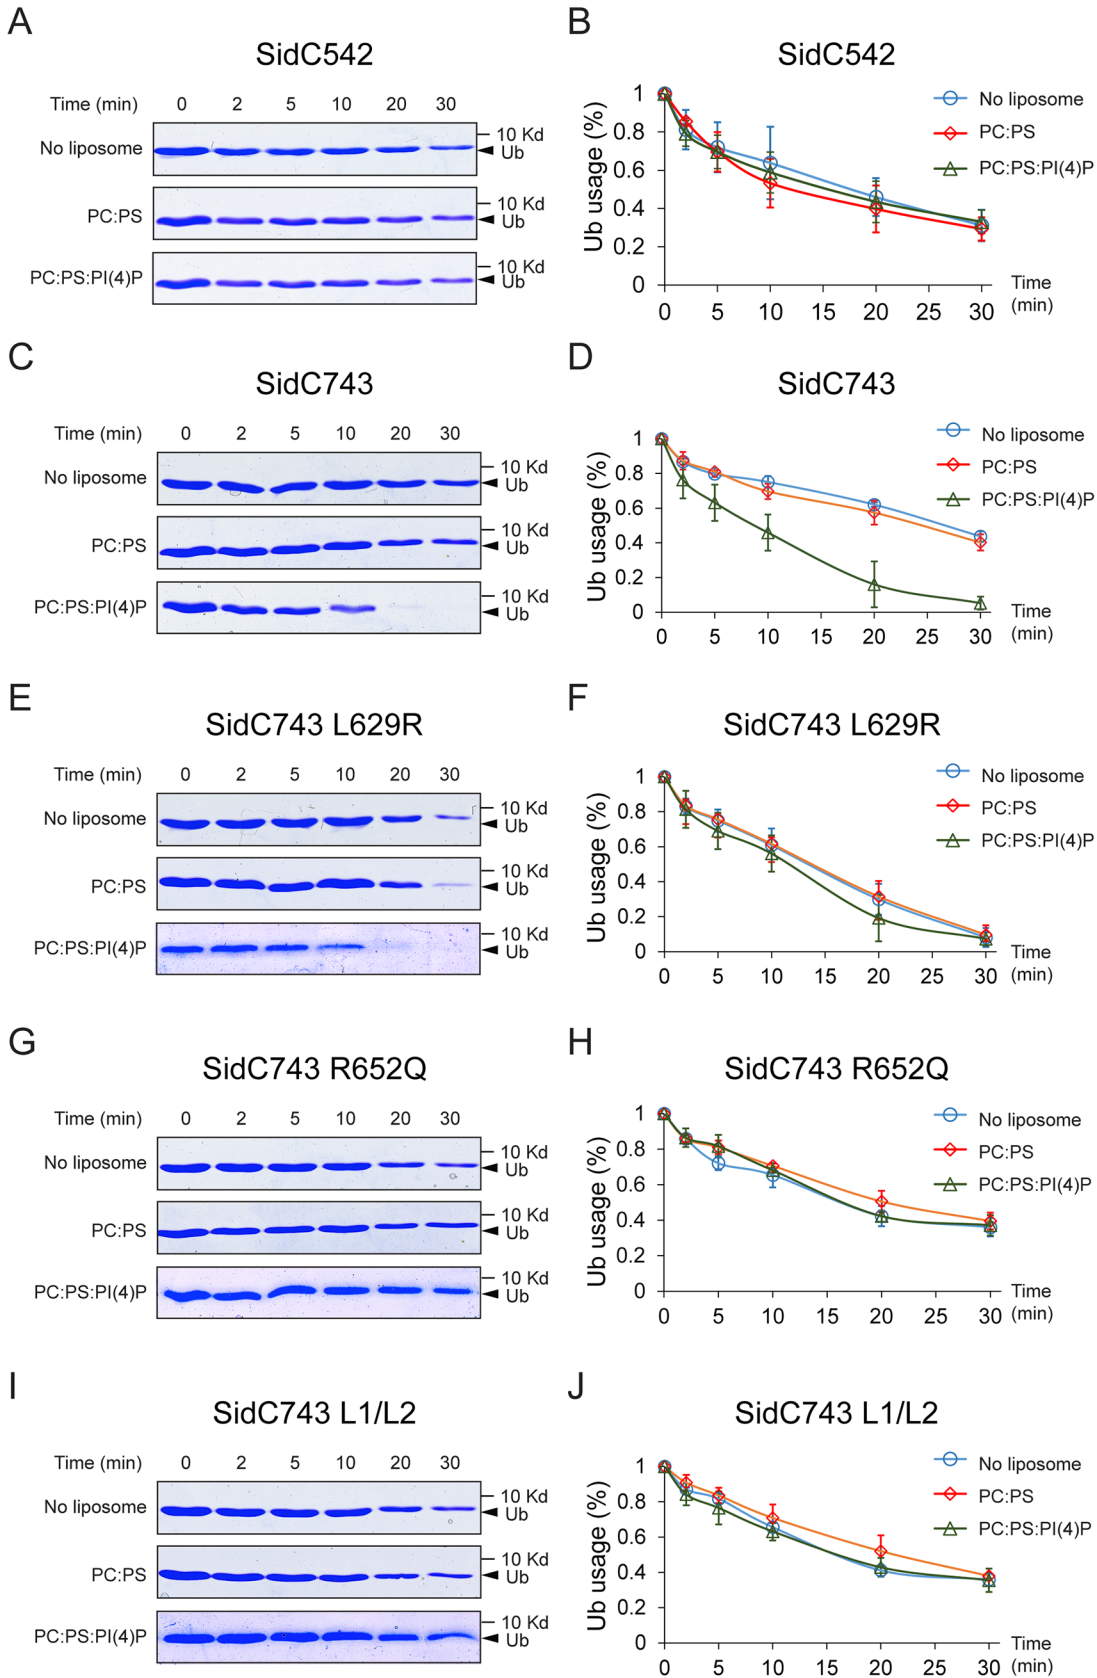 A
SidC542
Time (min) 0 2 5 10 20 30
No liposome 10 Kd
Ub
PC:PS 10 Kd
Ub
PC:PS:PI(4)P 10 Kd
Ub
B
SidC542
Ub usage (%)
1
0.8
0.6
0.4
0.2
0
0 5 10 15 20 25 30
Time
(min)
No liposome
PC:PS
PC:PS:PI(4)P
C
SidC743
Time (min) 0 2 5 10 20 30
No liposome 10 Kd
Ub
PC:PS 10 Kd
Ub
PC:PS:PI(4)P 10 Kd
Ub
D
SidC743
Ub usage (%)
1
0.8
0.6
0.4
0.2
0
0 5 10 15 20 25 30
Time
(min)
No liposome
PC:PS
PC:PS:PI(4)P
E
SidC743 L629R
Time (min) 0 2 5 10 20 30
No liposome 10 Kd
Ub
PC:PS 10 Kd
Ub
PC:PS:PI(4)P 10 Kd
Ub
F
SidC743 L629R
Ub usage (%)
1
0.8
0.6
0.4
0.2
0
0 5 10 15 20 25 30
Time
(min)
No liposome
PC:PS
PC:PS:PI(4)P
G
SidC743 R652Q
Time (min) 0 2 5 10 20 30
No liposome 10 Kd
Ub
PC:PS 10 Kd
Ub
PC:PS:PI(4)P 10 Kd
Ub
H
SidC743 R652Q
Ub usage (%)
1
0.8
0.6
0.4
0.2
0
0 5 10 15 20 25 30
Time
(min)
No liposome
PC:PS
PC:PS:PI(4)P
I
SidC743 L1/L2
Time (min) 0 2 5 10 20 30
No liposome 10 Kd
Ub
PC:PS 10 Kd
Ub
PC:PS:PI(4)P 10 Kd
Ub
J
SidC743 L1/L2
Ub usage (%)
1
0.8
0.6
0.4
0.2
0
0 5 10 15 20 25 30
Time
(min)
No liposome
PC:PS
PC:PS:PI(4)P